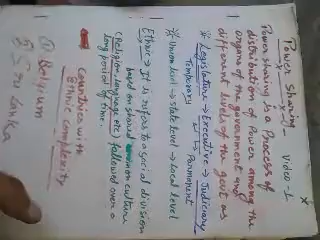 Power Sharing
Video - 1
Power sharing is a Process of
distribution of Power among the
organs of the government and
different levels of the govt as
* Legislature → Executive → Judiciary
Temporary Permanent
* Union level → state level → Local level
Ethnic → It is refers to a social division
based on shared common culture
(Religion, language etc) followed over a
long period of time.
Countries with
Ethnic complexity
① Belgium
② Sri Lanka